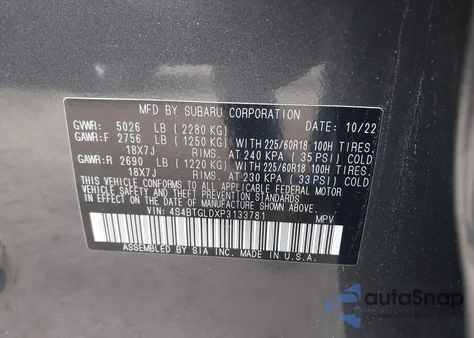 MFD BY SUBARU CORPORATION
GVWR: 5026 LB (2280 KG) DATE: 10/22
GAWR:F 2756 LB (1250 KG) WITH 225/60R18 100H TIRES.
18X7J RIMS. AT 240 KPA (35 PSI) COLD
GAWR:R 2690 LB (1220 KG) WITH 225/60R18 100H TIRES.
18X7J RIMS. AT 230 KPA (33 PSI) COLD
THIS VEHICLE CONFORMS TO ALL APPLICABLE
FEDERAL MOTOR VEHICLE SAFETY, BUMPER, AND THEFT
PREVENTION STANDARDS IN EFFECT ON THE DATE OF
MANUFACTURE SHOWN ABOVE.
VIN: 4S4BTGLDXP3133781 MPV
ASSEMBLED BY SIA INC. MADE IN U.S.A.
autoSnap